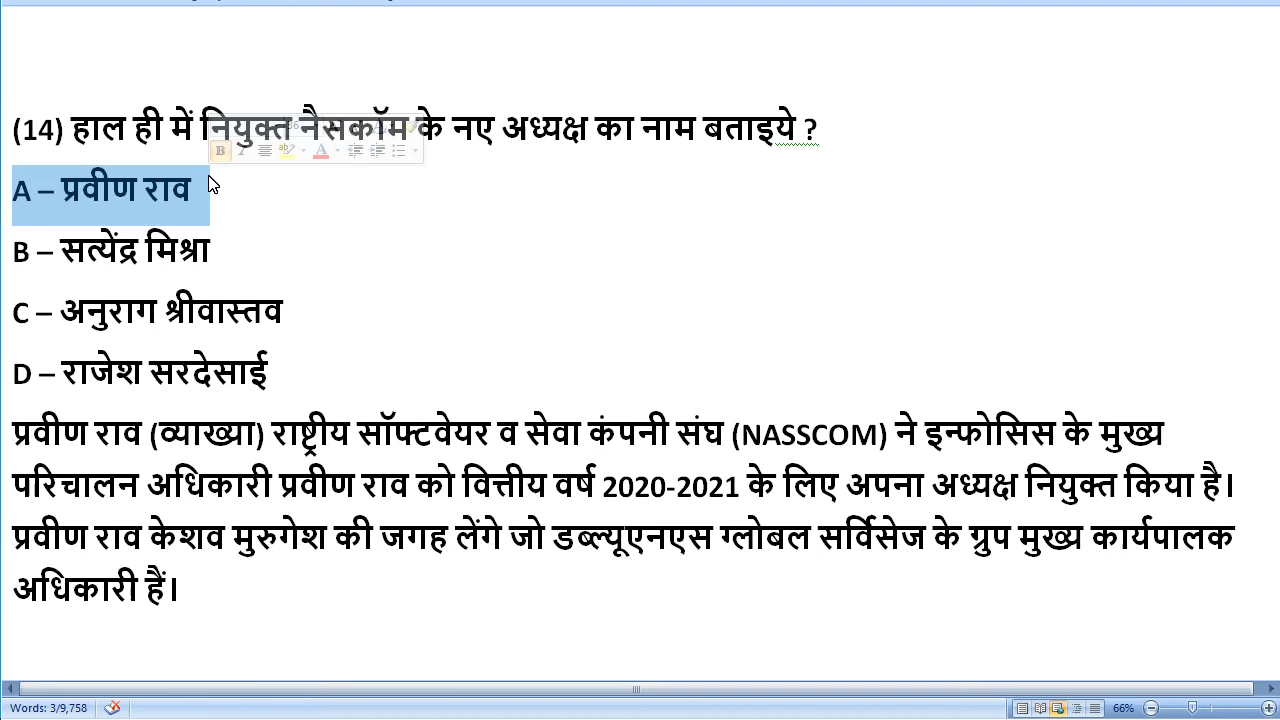 (14) हाल ही में नियुक्त नैसकॉम के नए अध्यक्ष का नाम बताइये ?
A – प्रवीण राव
B – सत्येंद्र मिश्रा
C – अनुराग श्रीवास्तव
D – राजेश सरदेसाई
प्रवीण राव (व्याख्या) राष्ट्रीय सॉफ्टवेयर व सेवा कंपनी संघ (NASSCOM) ने इन्फोसिस के मुख्य
परिचालन अधिकारी प्रवीण राव को वित्तीय वर्ष 2020-2021 के लिए अपना अध्यक्ष नियुक्त किया है।
प्रवीण राव केशव मुरुगेश की जगह लेंगे जो डब्ल्यूएनएस ग्लोबल सर्विसेज के ग्रुप मुख्य कार्यपालक
अधिकारी हैं।
Words: 3/9,758
66%